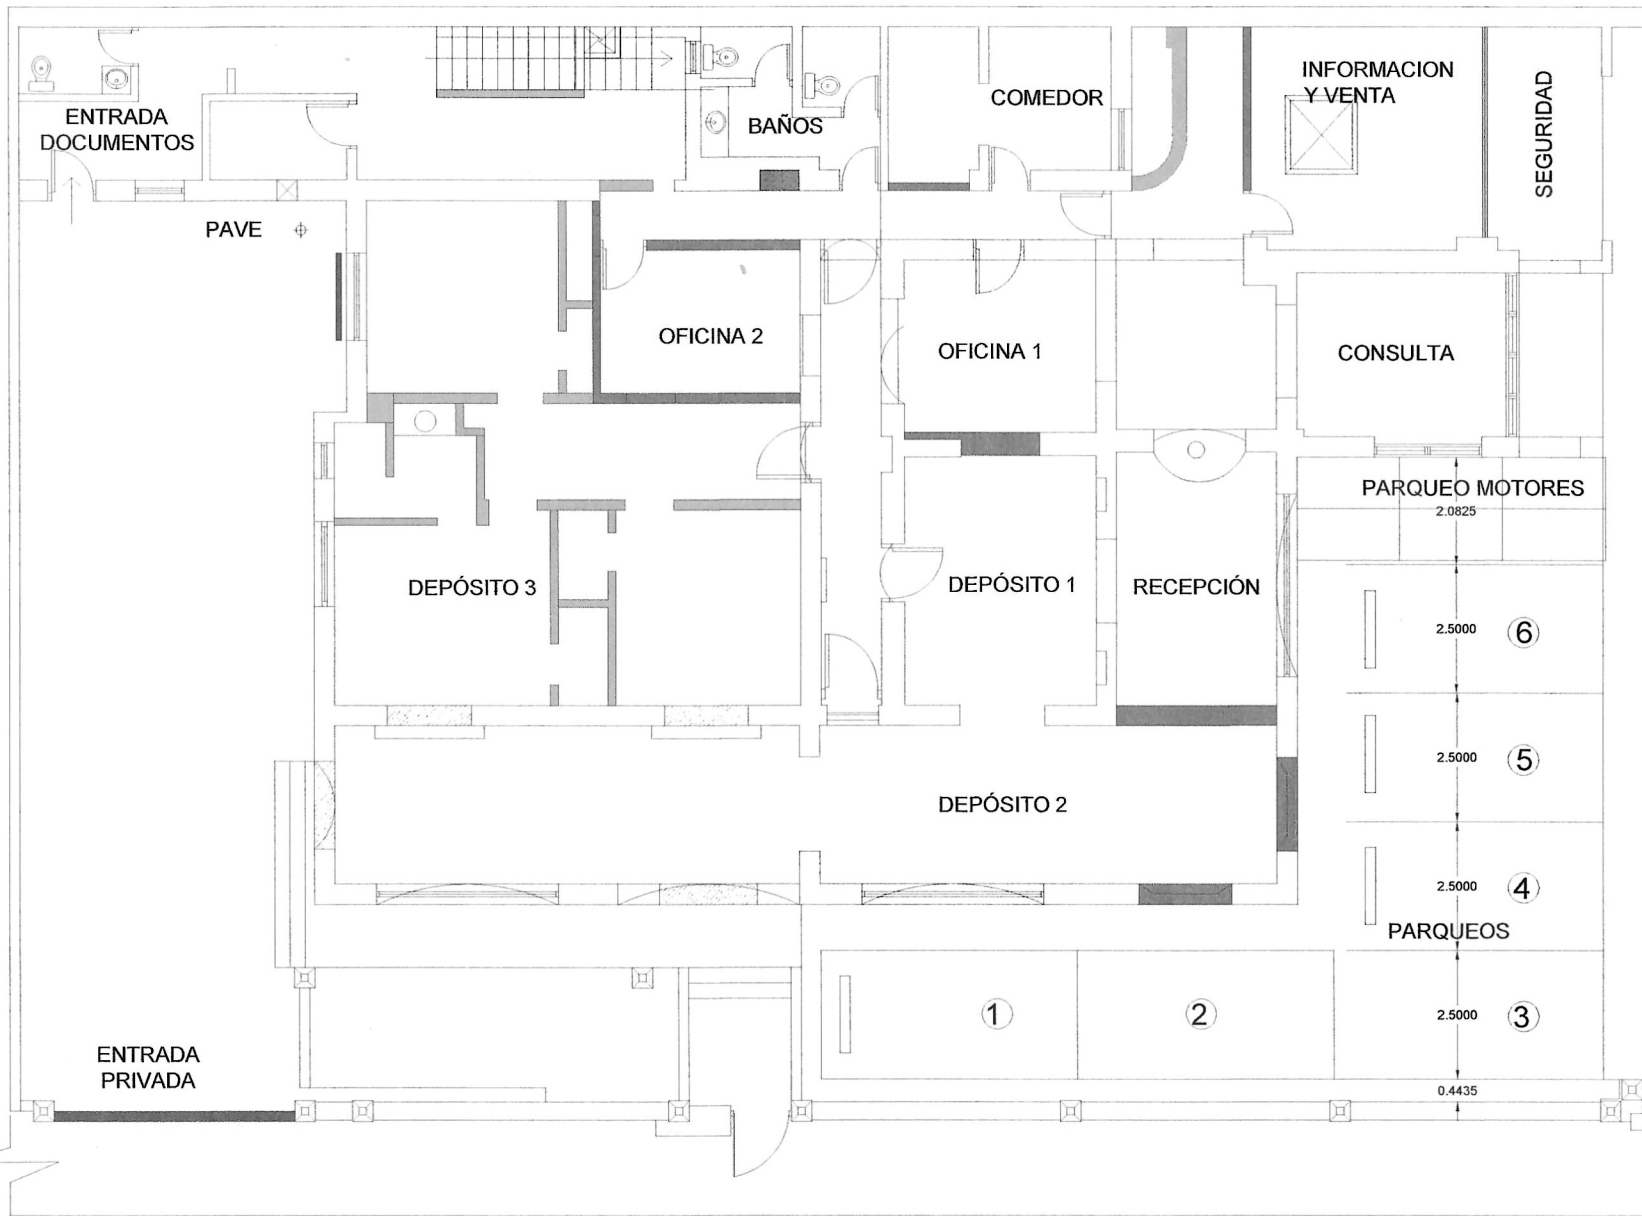 ENTRADA
DOCUMENTOS
BAÑOS
COMEDOR
INFORMACION
Y VENTA
SEGURIDAD
PAVE
OFICINA 2
OFICINA 1
CONSULTA
PARQUEO MOTORES
2.0825
DEPÓSITO 3
DEPÓSITO 1
RECEPCIÓN
2.5000
6
2.5000
5
DEPÓSITO 2
2.5000
4
PARQUEOS
1
2
2.5000
3
ENTRADA
PRIVADA
0.4435